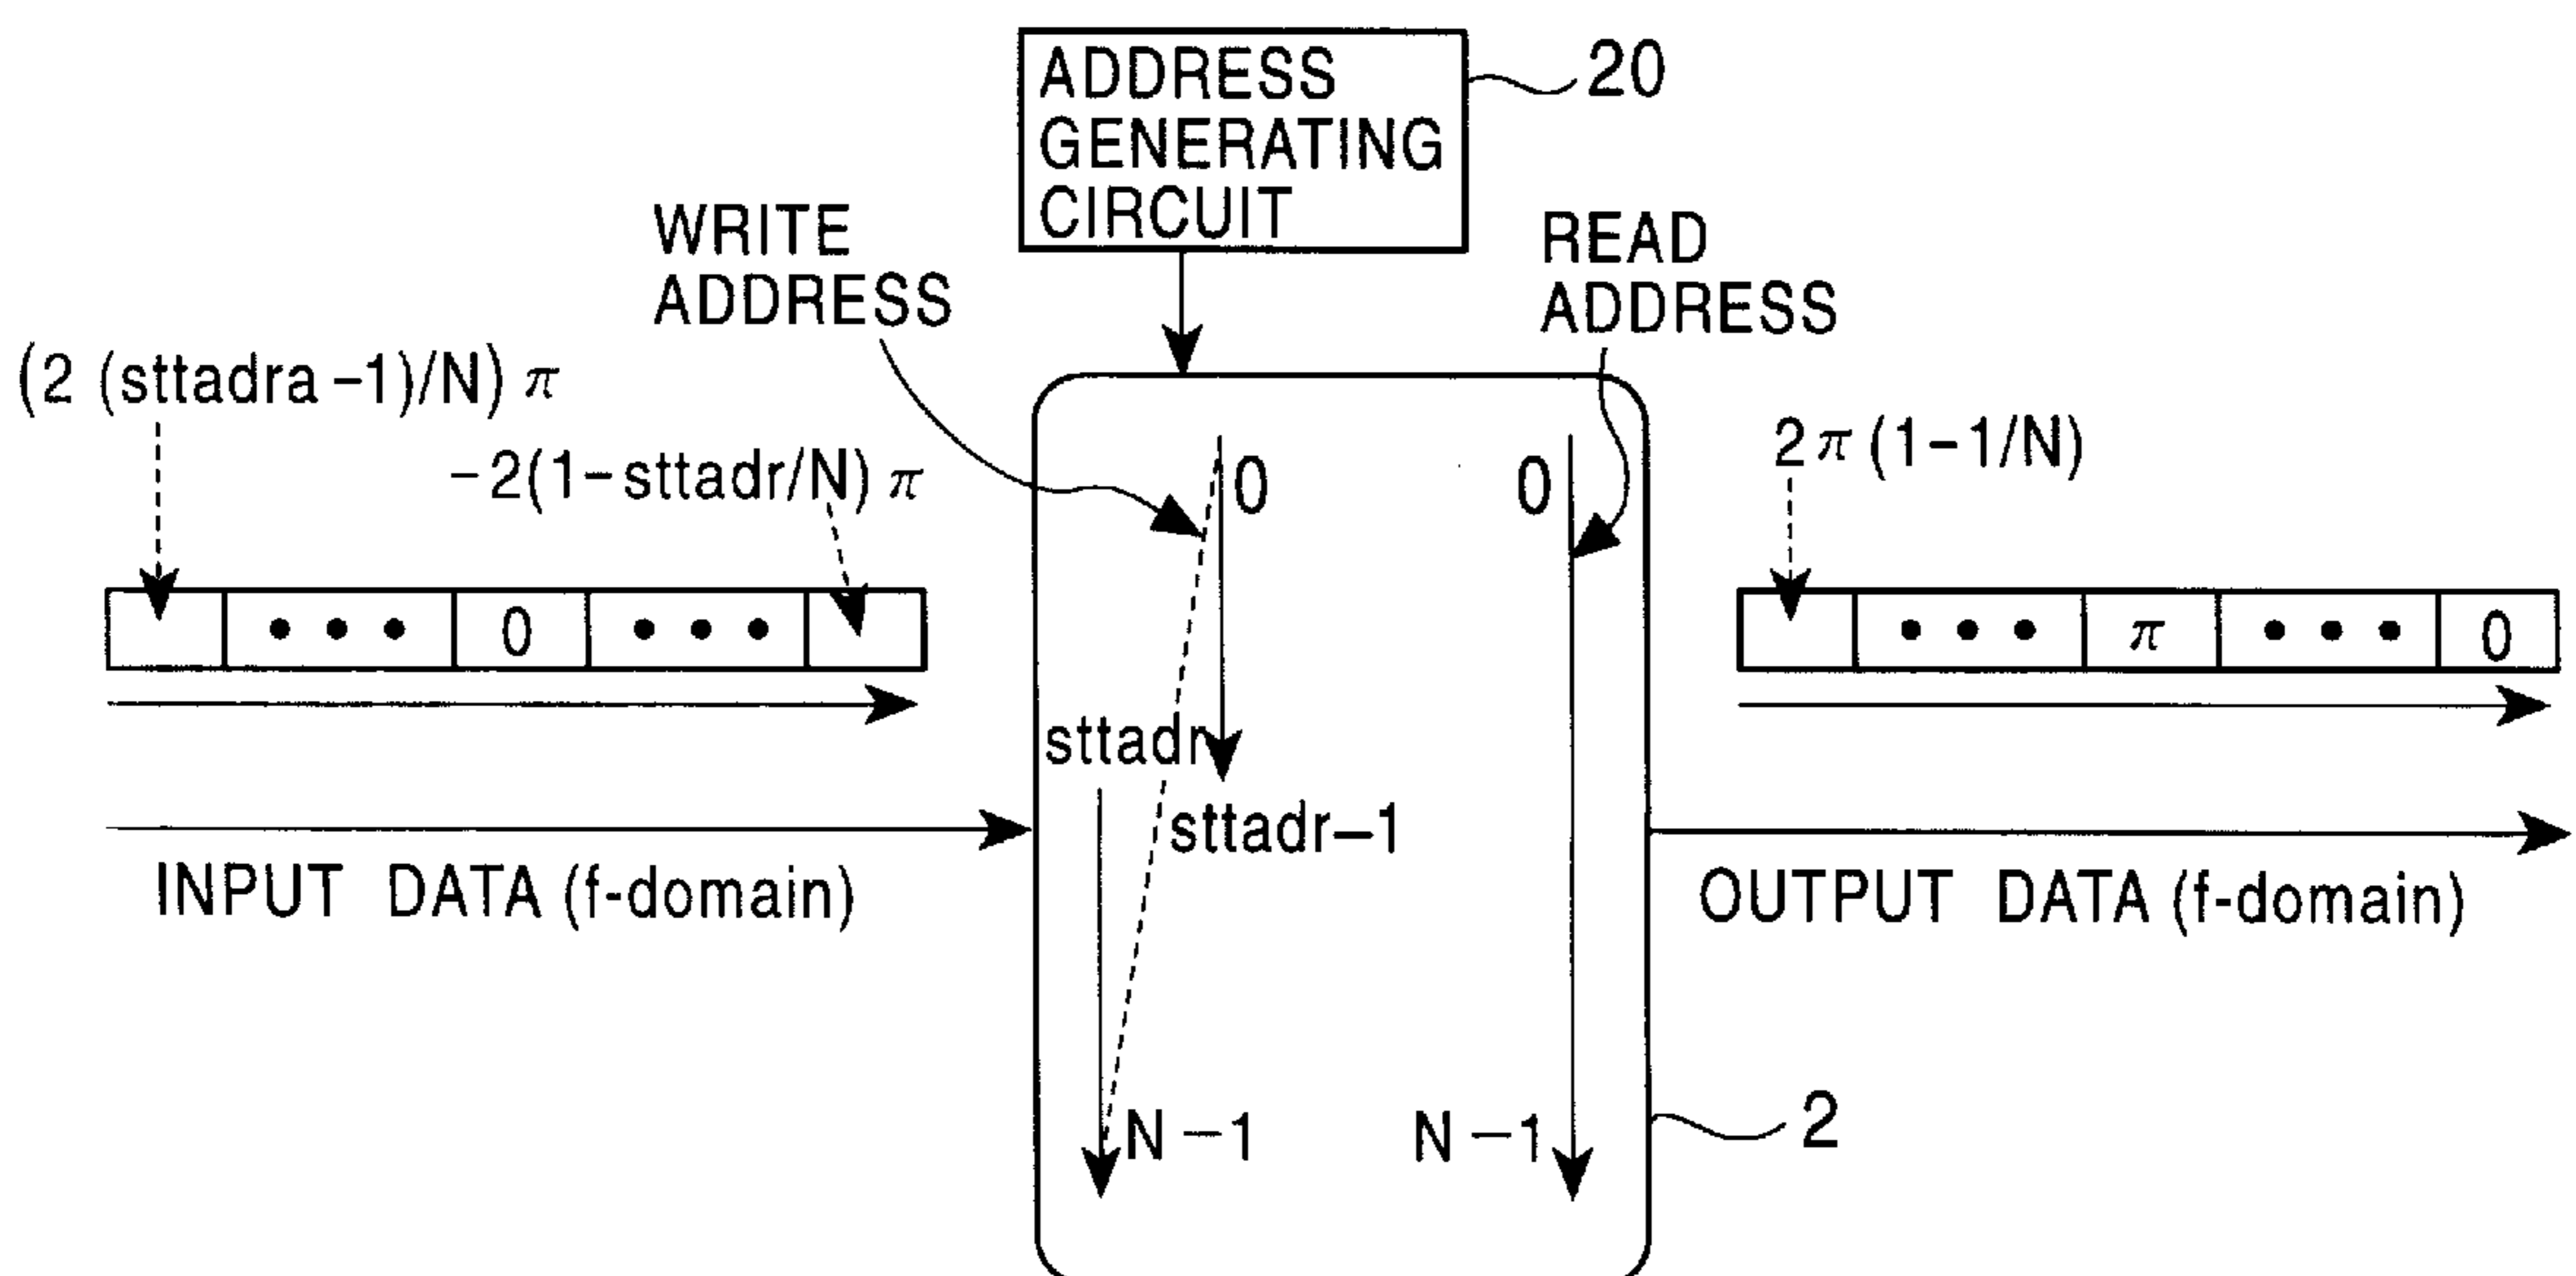 ADDRESS
GENERATING
CIRCUIT
20
WRITE
ADDRESS
READ
ADDRESS
(2 (sttadra -1)/N) π
-2(1-sttadr/N) π
2π(1-1/N)
0
0
• • • 0 • • •
• • • π • • • 0
sttadr
sttadr-1
INPUT DATA (f-domain)
OUTPUT DATA (f-domain)
N-1
N-1
2